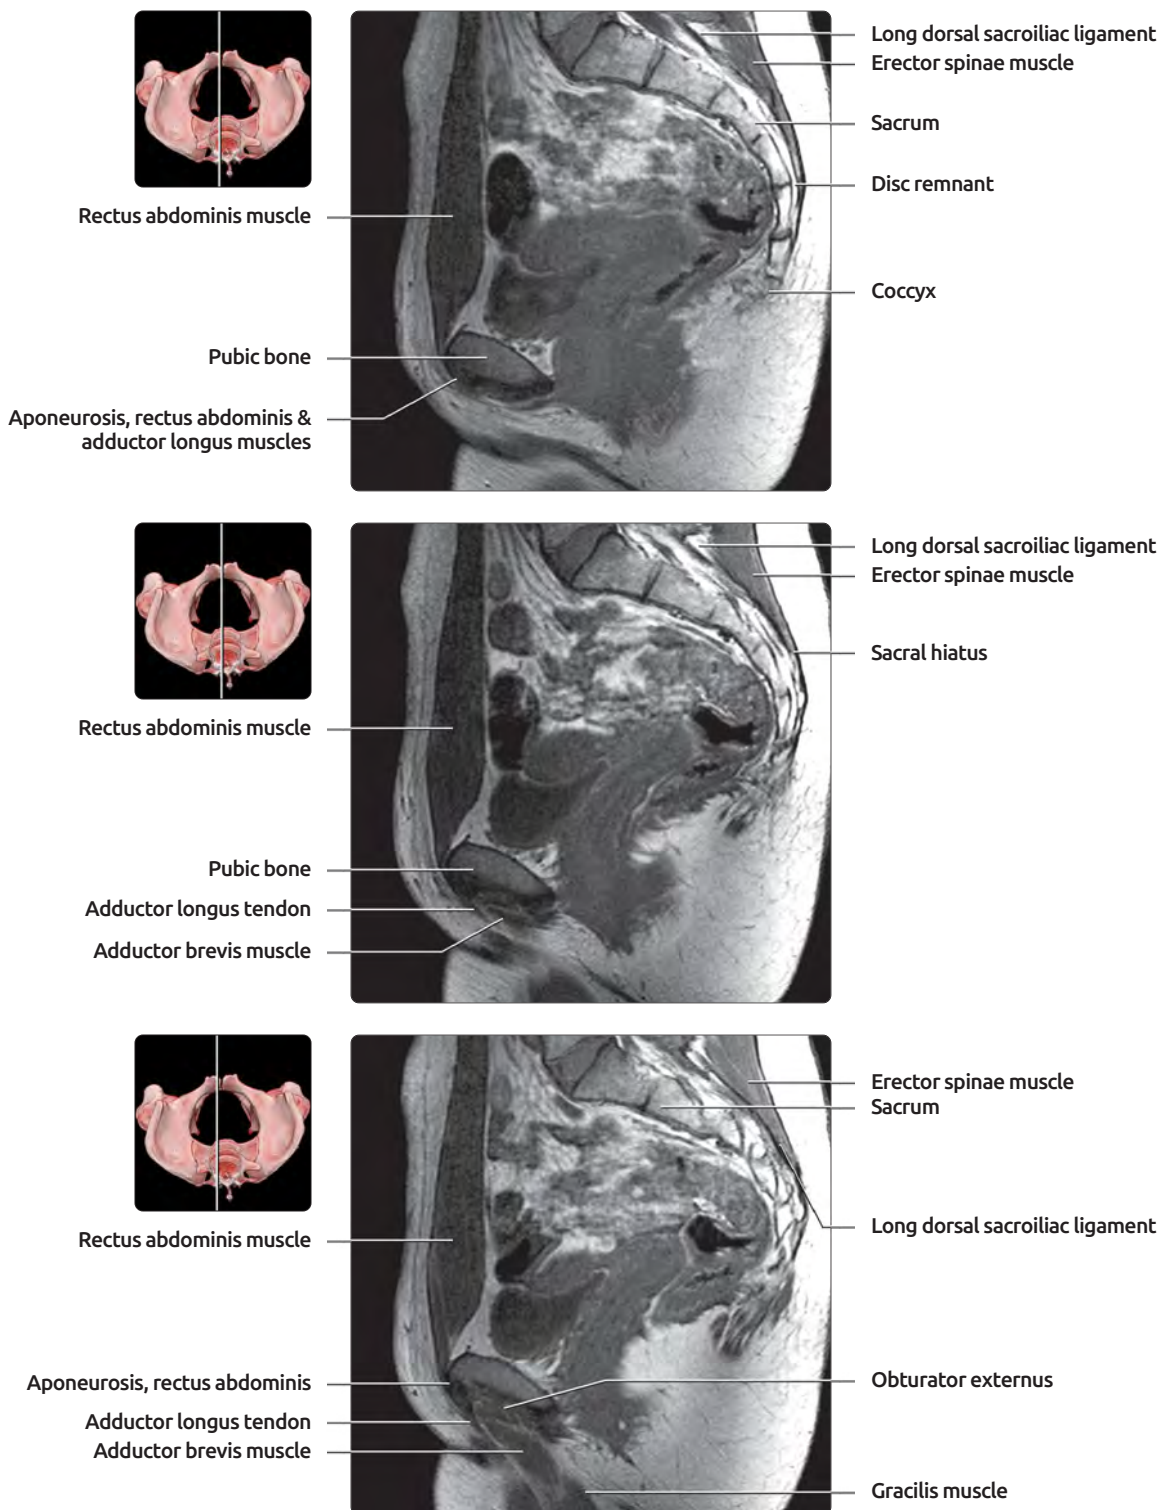 Long dorsal sacroiliac ligament
Erector spinae muscle
Sacrum
Disc remnant
Rectus abdominis muscle
Coccyx
Pubic bone
Aponeurosis, rectus abdominis &
adductor longus muscles
Long dorsal sacroiliac ligament
Erector spinae muscle
Sacral hiatus
Rectus abdominis muscle
Pubic bone
Adductor longus tendon
Adductor brevis muscle
Erector spinae muscle
Sacrum
Long dorsal sacroiliac ligament
Rectus abdominis muscle
Aponeurosis, rectus abdominis
Obturator externus
Adductor longus tendon
Adductor brevis muscle
Gracilis muscle